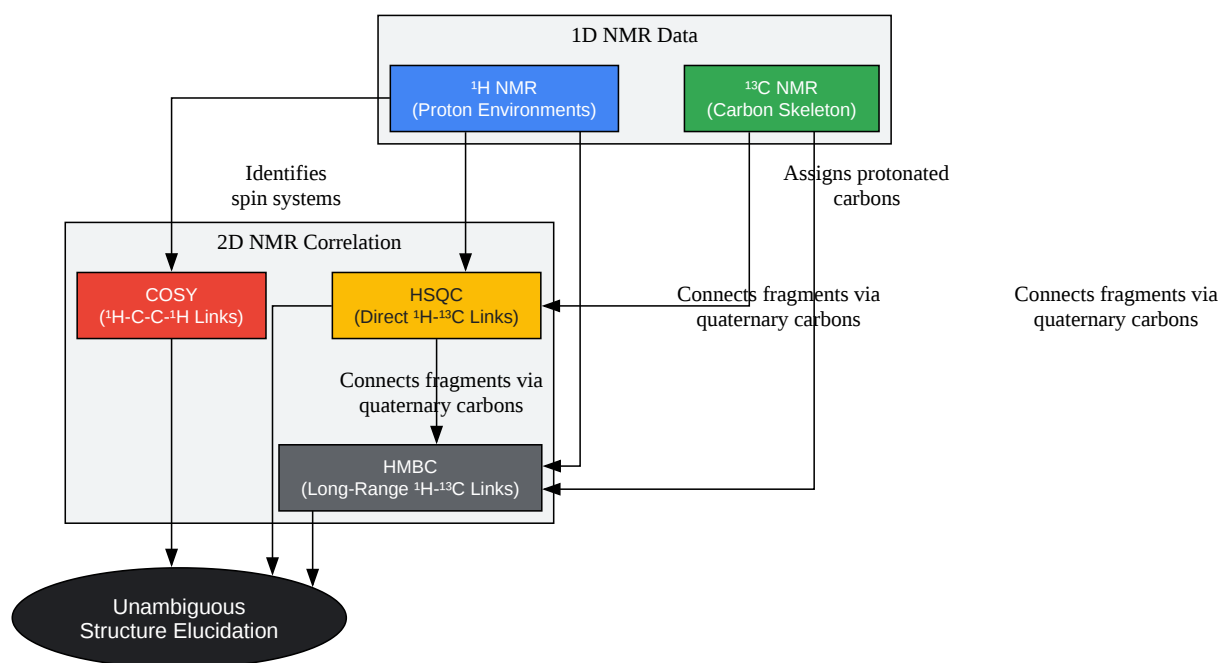 1D NMR Data
¹H NMR
(Proton Environments)
¹³C NMR
(Carbon Skeleton)
Identifies
spin systems
Assigns protonated
carbons
2D NMR Correlation
COSY
(¹H-C-C-¹H Links)
HSQC
(Direct ¹H-¹³C Links)
Connects fragments via
quaternary carbons
Connects fragments via
quaternary carbons
Connects fragments via
quaternary carbons
HMBC
(Long-Range ¹H-¹³C Links)
Unambiguous
Structure Elucidation